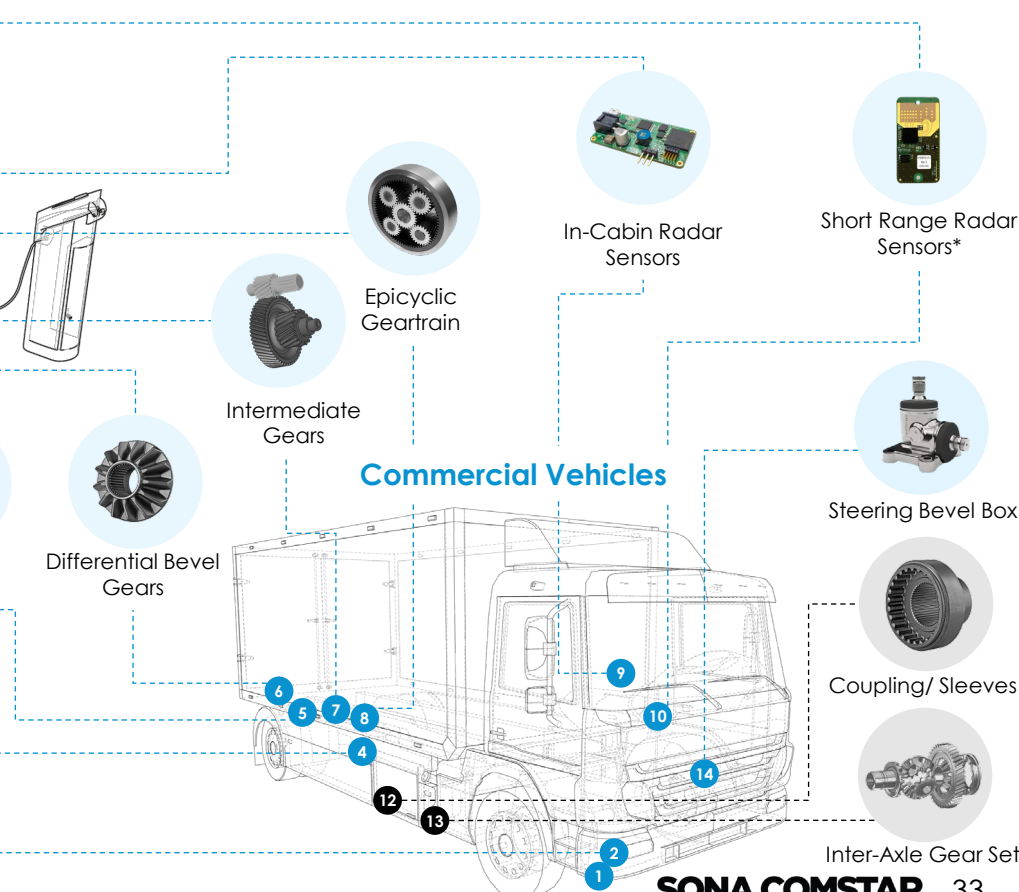 In-Cabin Radar
Sensors
Short Range Radar
Sensors*
Epicyclic
Geartrain
Intermediate
Gears
Commercial Vehicles
Steering Bevel Box
Differential Bevel
Gears
Coupling/ Sleeves
9
6
5
7
8
10
4
14
12
13
2
1
Inter-Axle Gear Set
SONA COMSTAR 33